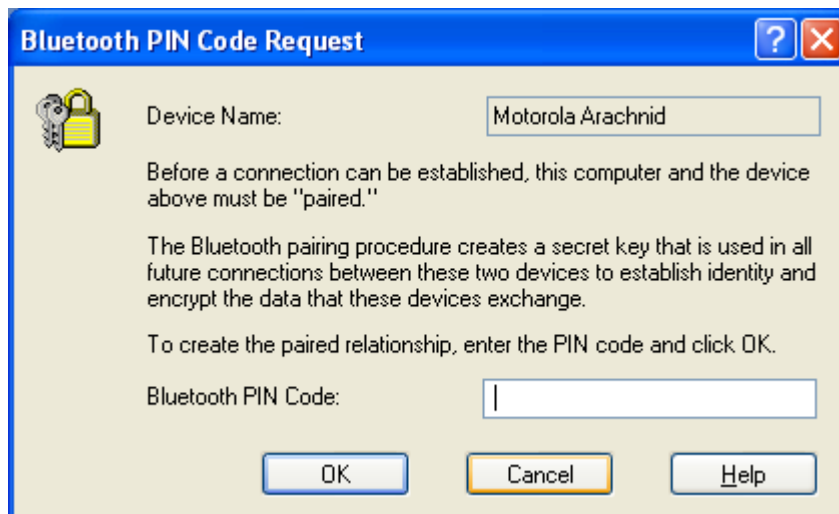 Bluetooth PIN Code Request
Device Name: Motorola Arachnid
Before a connection can be established, this computer and the device
above must be "paired."
The Bluetooth pairing procedure creates a secret key that is used in all
future connections between these two devices to establish identity and
encrypt the data that these devices exchange.
To create the paired relationship, enter the PIN code and click OK.
Bluetooth PIN Code:
OK Cancel Help